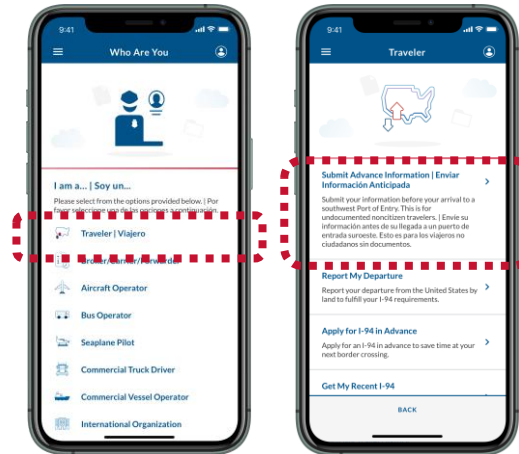 9:41
Who Are You
I am a... | Soy un...
Please select from the options provided below. | Por
favor seleccione una de las opciones a continuación.
Traveler | Viajero
Broker/Carrier/Forwarder
Aircraft Operator
Bus Operator
Seaplane Pilot
Commercial Truck Driver
Commercial Vessel Operator
International Organization
9:41
Traveler
Submit Advance Information | Enviar
Información Anticipada
Submit your information before your arrival to a
southwest Port of Entry. This is for
undocumented noncitizen travelers. | Envíe su
información antes de su llegada a un puerto de
entrada suroeste. Esto es para los viajeros no
ciudadanos sin documentos.
Report My Departure
Report your departure from the United States by
land to fulfill your I-94 requirements.
Apply for I-94 in Advance
Apply for an I-94 in advance to save time at your
next border crossing.
Get My Recent I-94
BACK